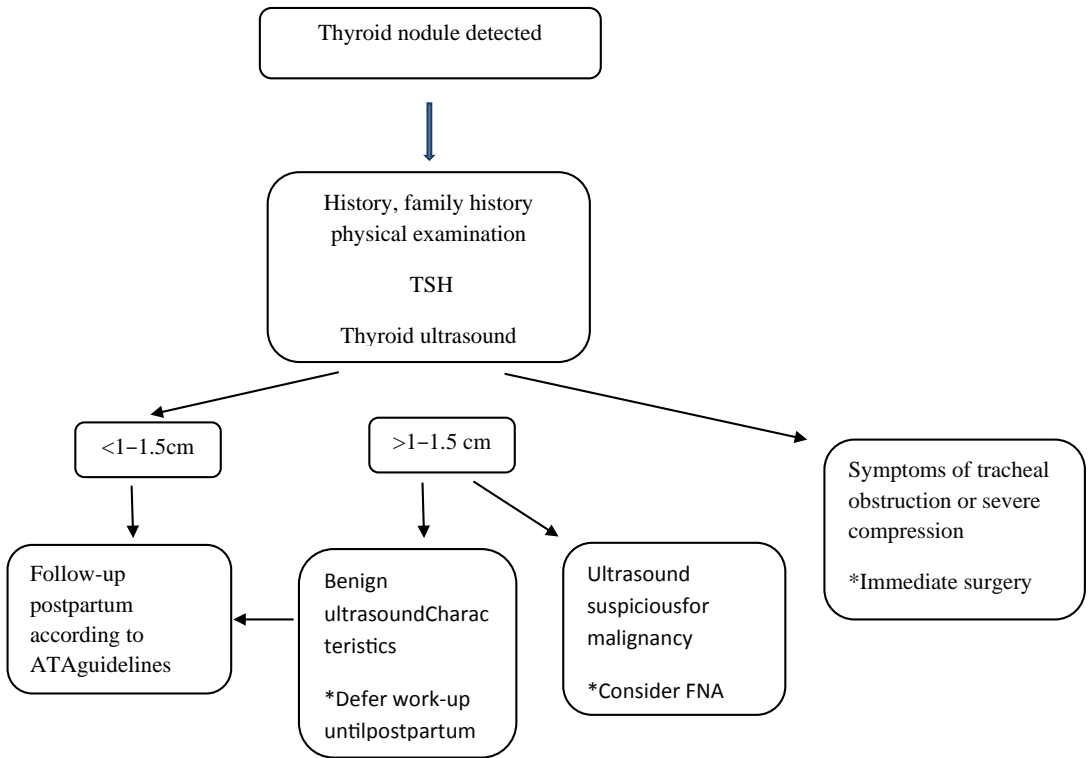 Thyroid nodule detected
History, family history
physical examination
TSH
Thyroid ultrasound
<1–1.5cm
>1–1.5 cm
Symptoms of tracheal
obstruction or severe
compression
*Immediate surgery
Follow-up
postpartum
according to
ATAguidelines
Benign
ultrasoundCharac
teristics
*Defer work-up
untilpostpartum
Ultrasound
suspiciousfor
malignancy
*Consider FNA